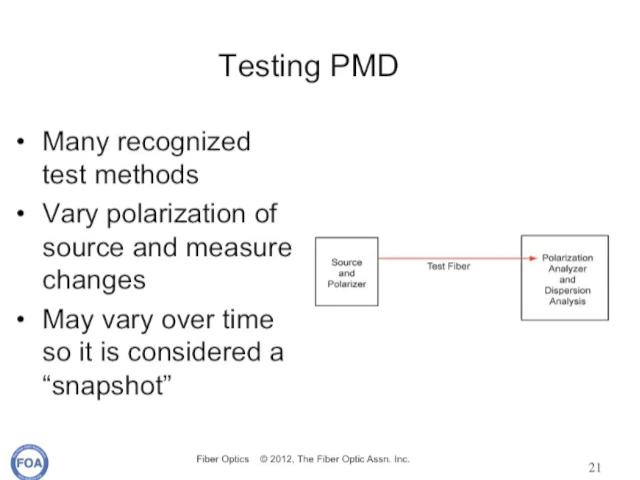 Testing PMD
• Many recognized
test methods
• Vary polarization of
source and measure
changes
• May vary over time
so it is considered a
“snapshot”
Source
and
Polarizer
Test Fiber
Polarization
Analyzer
and
Dispersion
Analysis
FOA
Fiber Optics © 2012, The Fiber Optic Assn. Inc.
21